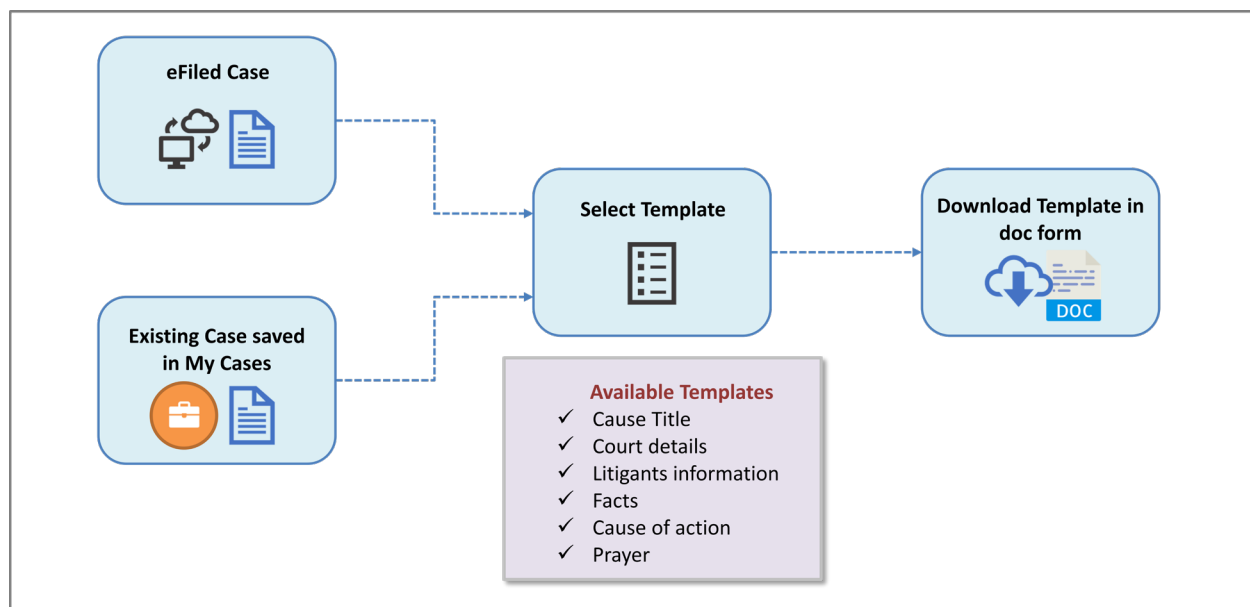 eFiled Case
Existing Case saved
in My Cases
Select Template
Download Template in
doc form
DOC
Available Templates
✓ Cause Title
✓ Court details
✓ Litigants information
✓ Facts
✓ Cause of action
✓ Prayer